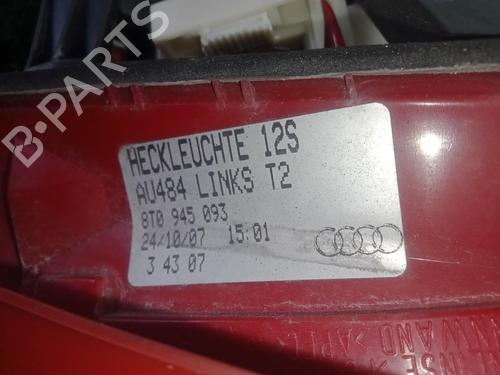 B-PARTS
HECKLEUCHTE 12S
AU484 LINKS T2
8T0 945 093
24/10/07 15:01
3 43 07